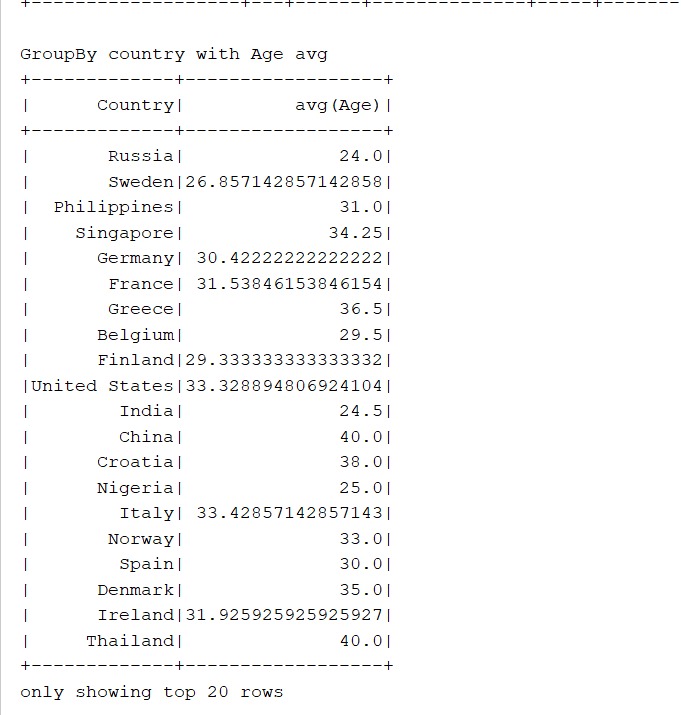 +-------------------+---+------+--------------+-----+-------
GroupBy country with Age avg
+-------------+------------------+
|      Country|          avg(Age)|
+-------------+------------------+
|       Russia|              24.0|
|       Sweden|26.857142857142858|
|  Philippines|              31.0|
|    Singapore|             34.25|
|      Germany| 30.42222222222222|
|       France| 31.53846153846154|
|       Greece|              36.5|
|      Belgium|              29.5|
|      Finland|29.333333333333332|
|United States|33.328894806924104|
|        India|              24.5|
|        China|              40.0|
|      Croatia|              38.0|
|      Nigeria|              25.0|
|        Italy| 33.42857142857143|
|       Norway|              33.0|
|        Spain|              30.0|
|      Denmark|              35.0|
|      Ireland|31.925925925925927|
|     Thailand|              40.0|
+-------------+------------------+
only showing top 20 rows